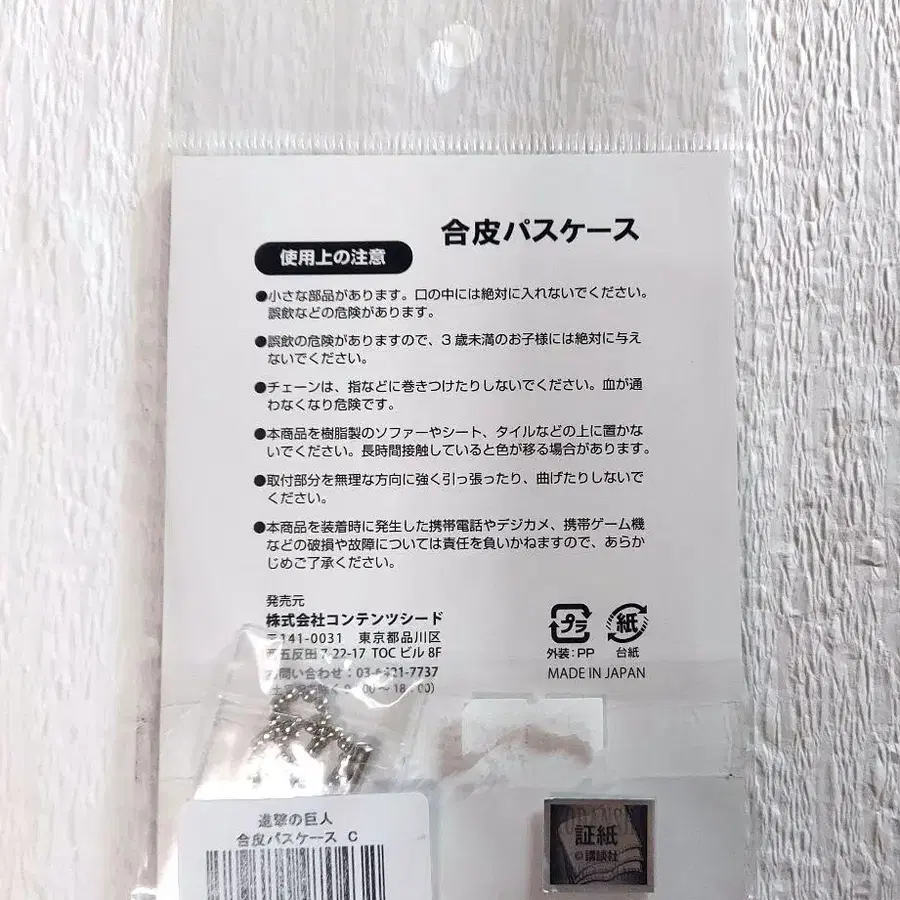 合皮パスケース
使用上の注意
●小さな部品があります。口の中には絶対に入れないでください。
誤飲などの危険があります。
●誤飲の危険がありますので、3歳未満のお子様には絶対に与え
ないでください。
●チェーンは、指などに巻きつけたりしないでください。血が通
わなくなり危険です。
●本商品を樹脂製のソファーやシート、タイルなどの上に置かな
いでください。長時間接触していると色が移る場合があります。
●取付部分を無理な方向に強く引っ張ったり、曲げたりしないで
ください。
●本商品を装着時に発生した携帯電話やデジカメ、携帯ゲーム機
などの破損や故障については責任を負いかねますので、あらか
じめご了承ください。
発売元
株式会社コンテンツシード
〒141-0031 東京都品川区
西五反田7-22-17 TOCビル8F
お問い合わせ：03-6421-7737
00～18:00)
プラ
外装：PP
紙
台紙
MADE IN JAPAN
進撃の巨人
合皮パスケース C
証紙
©講談社